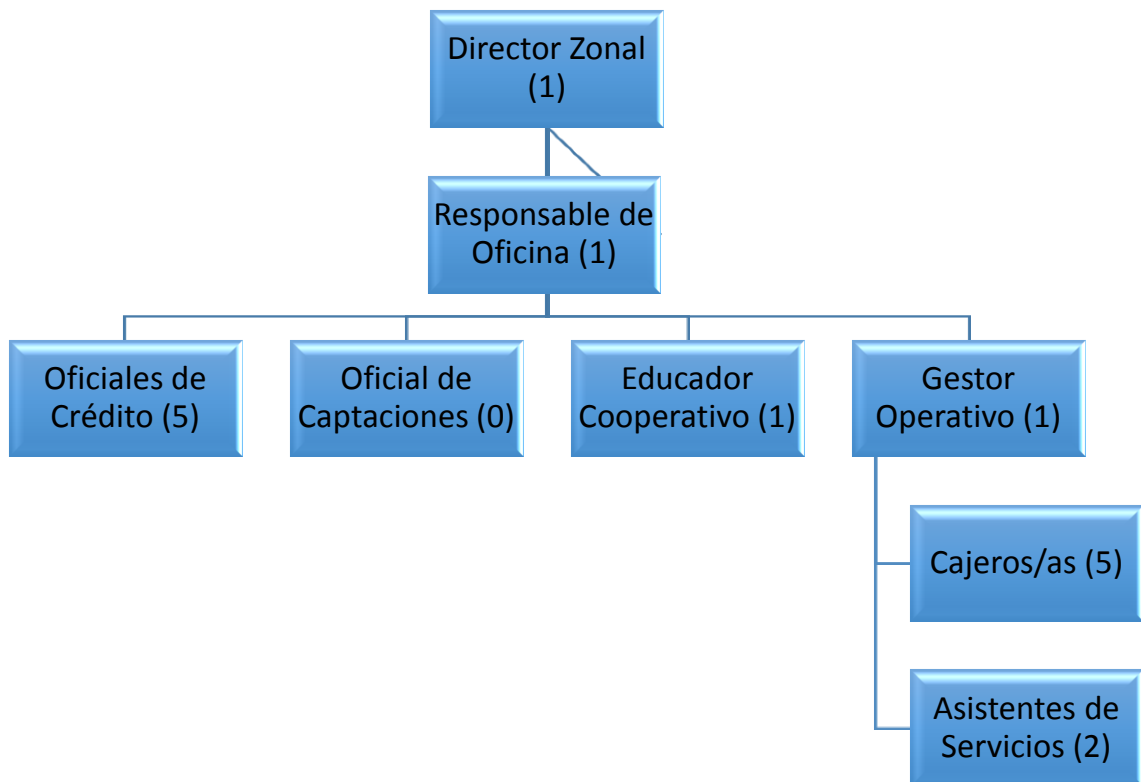 Director Zonal
(1)
Responsable de
Oficina (1)
Oficiales de
Crédito (5)
Oficial de
Captaciones (0)
Educador
Cooperativo (1)
Gestor
Operativo (1)
Cajeros/as (5)
Asistentes de
Servicios (2)